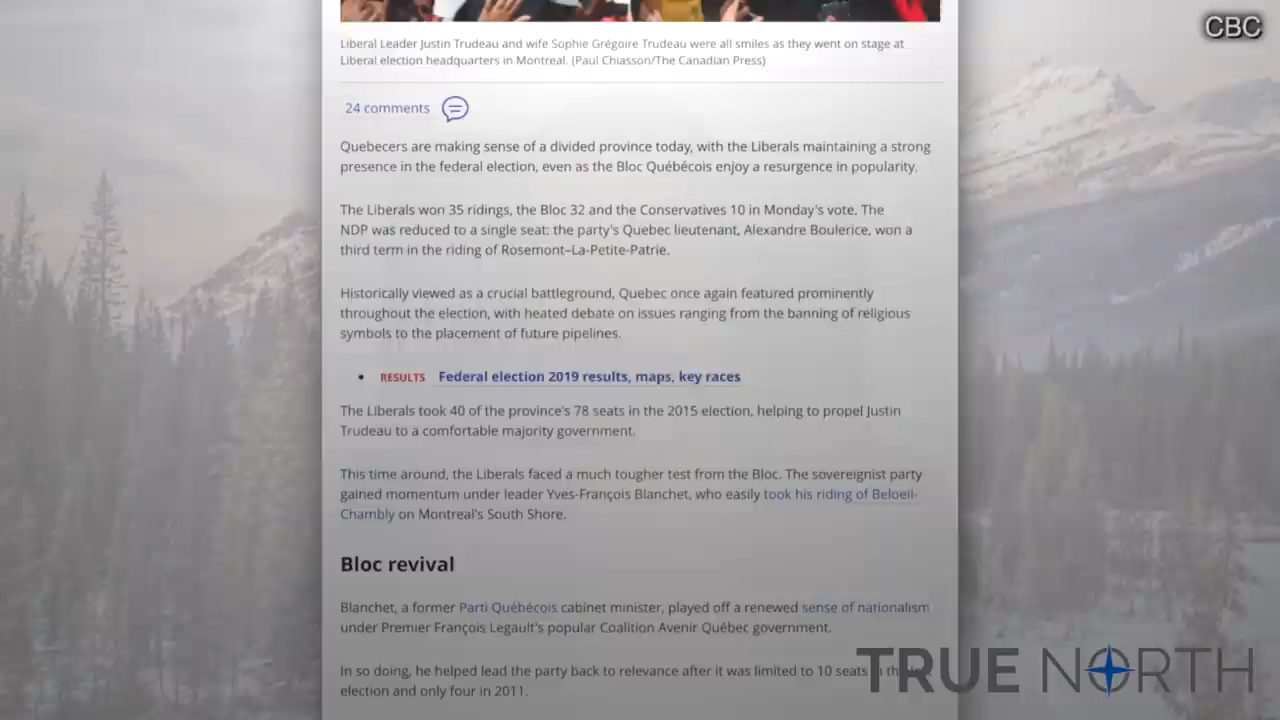 CBC
Liberal Leader Justin Trudeau and wife Sophie Grégoire Trudeau were all smiles as they went on stage at
Liberal election headquarters in Montreal. (Paul Chiasson/The Canadian Press)
24 comments
Quebecers are making sense of a divided province today, with the Liberals maintaining a strong
presence in the federal election, even as the Bloc Québécois enjoy a resurgence in popularity.
The Liberals won 35 ridings, the Bloc 32 and the Conservatives 10 in Monday's vote. The
NDP was reduced to a single seat: the party's Quebec lieutenant, Alexandre Boulerice, won a
third term in the riding of Rosemont–La-Petite-Patrie.
Historically viewed as a crucial battleground, Quebec once again featured prominently
throughout the election, with heated debate on issues ranging from the banning of religious
symbols to the placement of future pipelines.
• RESULTS Federal election 2019 results, maps, key races
The Liberals took 40 of the province's 78 seats in the 2015 election, helping to propel Justin
Trudeau to a comfortable majority government.
This time around, the Liberals faced a much tougher test from the Bloc. The sovereignist party
gained momentum under leader Yves-François Blanchet, who easily took his riding of Beloeil-
Chambly on Montreal's South Shore.
Bloc revival
Blanchet, a former Parti Québécois cabinet minister, played off a renewed sense of nationalism
under Premier François Legault's popular Coalition Avenir Québec government.
In so doing, he helped lead the party back to relevance after it was limited to 10 seats
election and only four in 2011.
TRUE NORTH